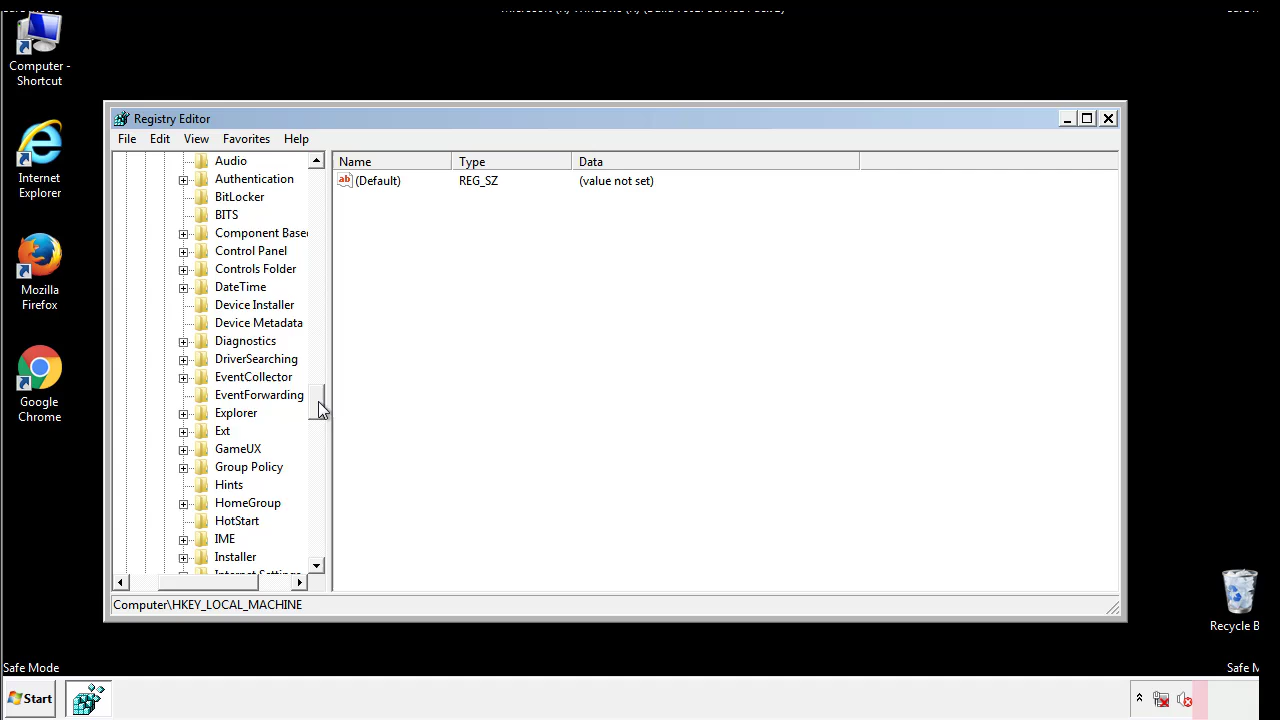 Computer -
Shortcut
Internet
Explorer
Mozilla
Firefox
Google
Chrome
Registry Editor
File Edit View Favorites Help
Name Type Data
(Default) REG_SZ (value not set)
Audio
Authentication
BitLocker
BITS
Component Base
Control Panel
Controls Folder
DateTime
Device Installer
Device Metadata
Diagnostics
DriverSearching
EventCollector
EventForwarding
Explorer
Ext
GameUX
Group Policy
Hints
HomeGroup
HotStart
IME
Installer
Internet Settings
Computer\HKEY_LOCAL_MACHINE
Recycle B
Safe Mode
Safe M
Start